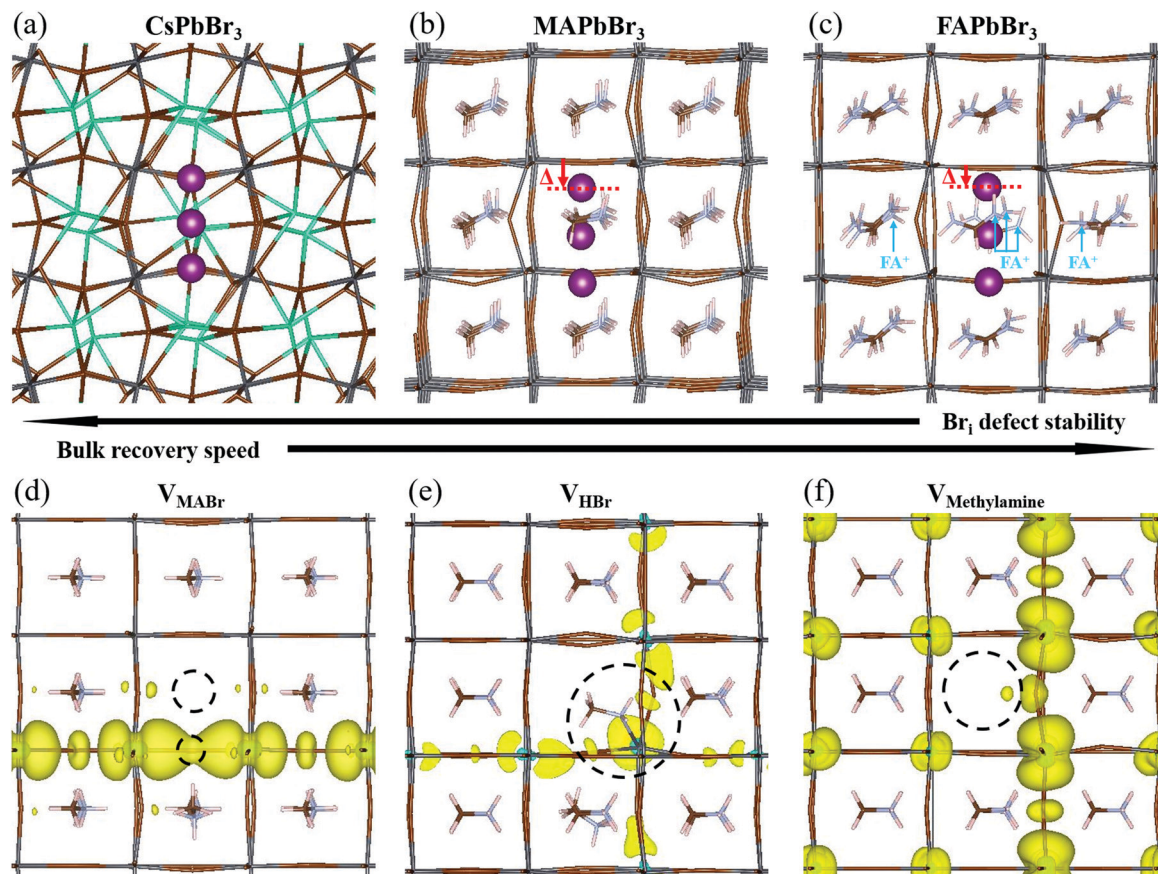 (a) CsPbBr3
(b) MAPbBr3
(c) FAPbBr3
Δ
Δ
FA+
FA+
FA+
Bri defect stability
Bulk recovery speed
(d) VMABr
(e) VHBr
(f) VMethylamine